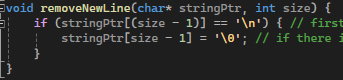 void removeNewLine(char* stringPtr, int size) {
if (stringPtr[(size - 1)] == '\n') { // first
stringPtr[size - 1] = '\0'; // if there i
}
}